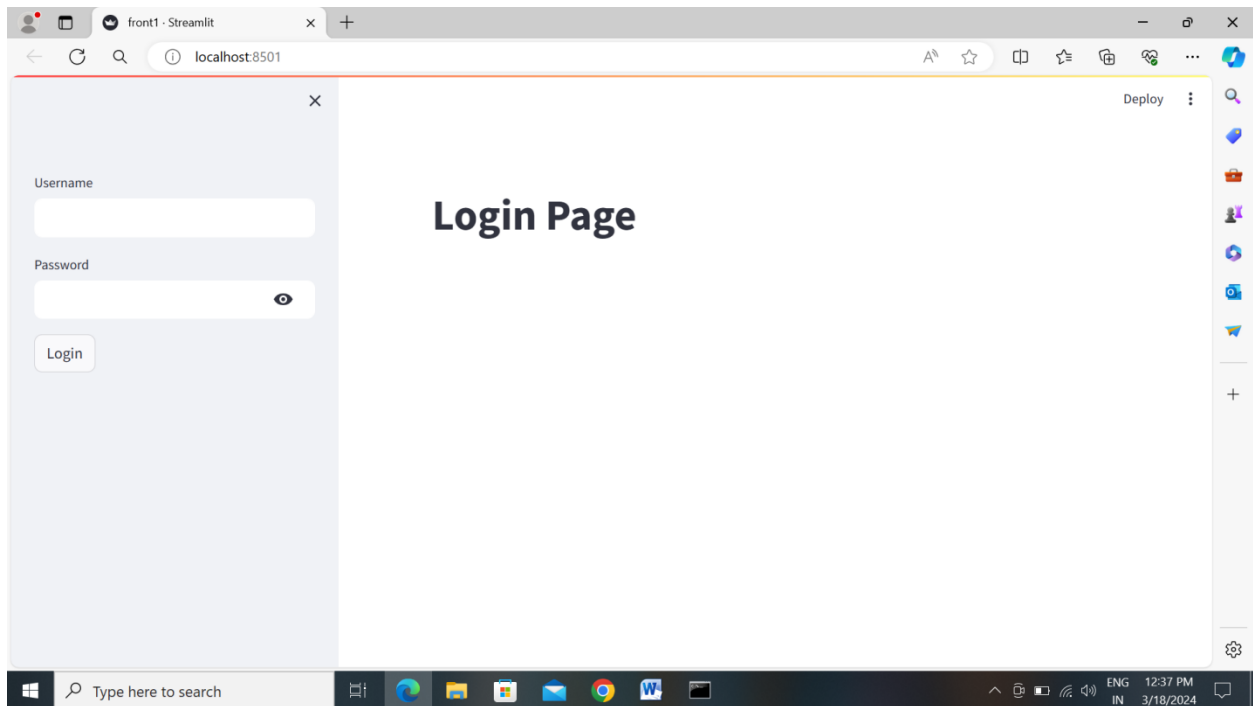 front1 · Streamlit
localhost:8501
Deploy
Username
Login Page
Password
Login
Type here to search
ENG
IN
12:37 PM
3/18/2024